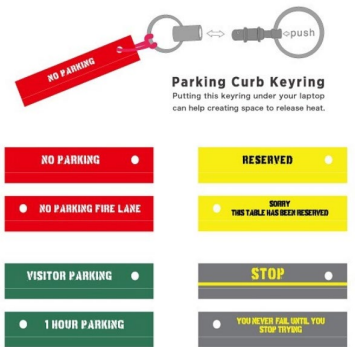 push
NO PARKING
Parking Curb Keyring
Putting this keyring under your laptop
can help creating space to release heat.
NO PARKING
RESERVED
NO PARKING FIRE LANE
SORRY
THIS TABLE HAS BEEN RESERVED
VISITOR PARKING
STOP
1 HOUR PARKING
YOU NEVER FAIL UNTIL YOU
STOP TRYING